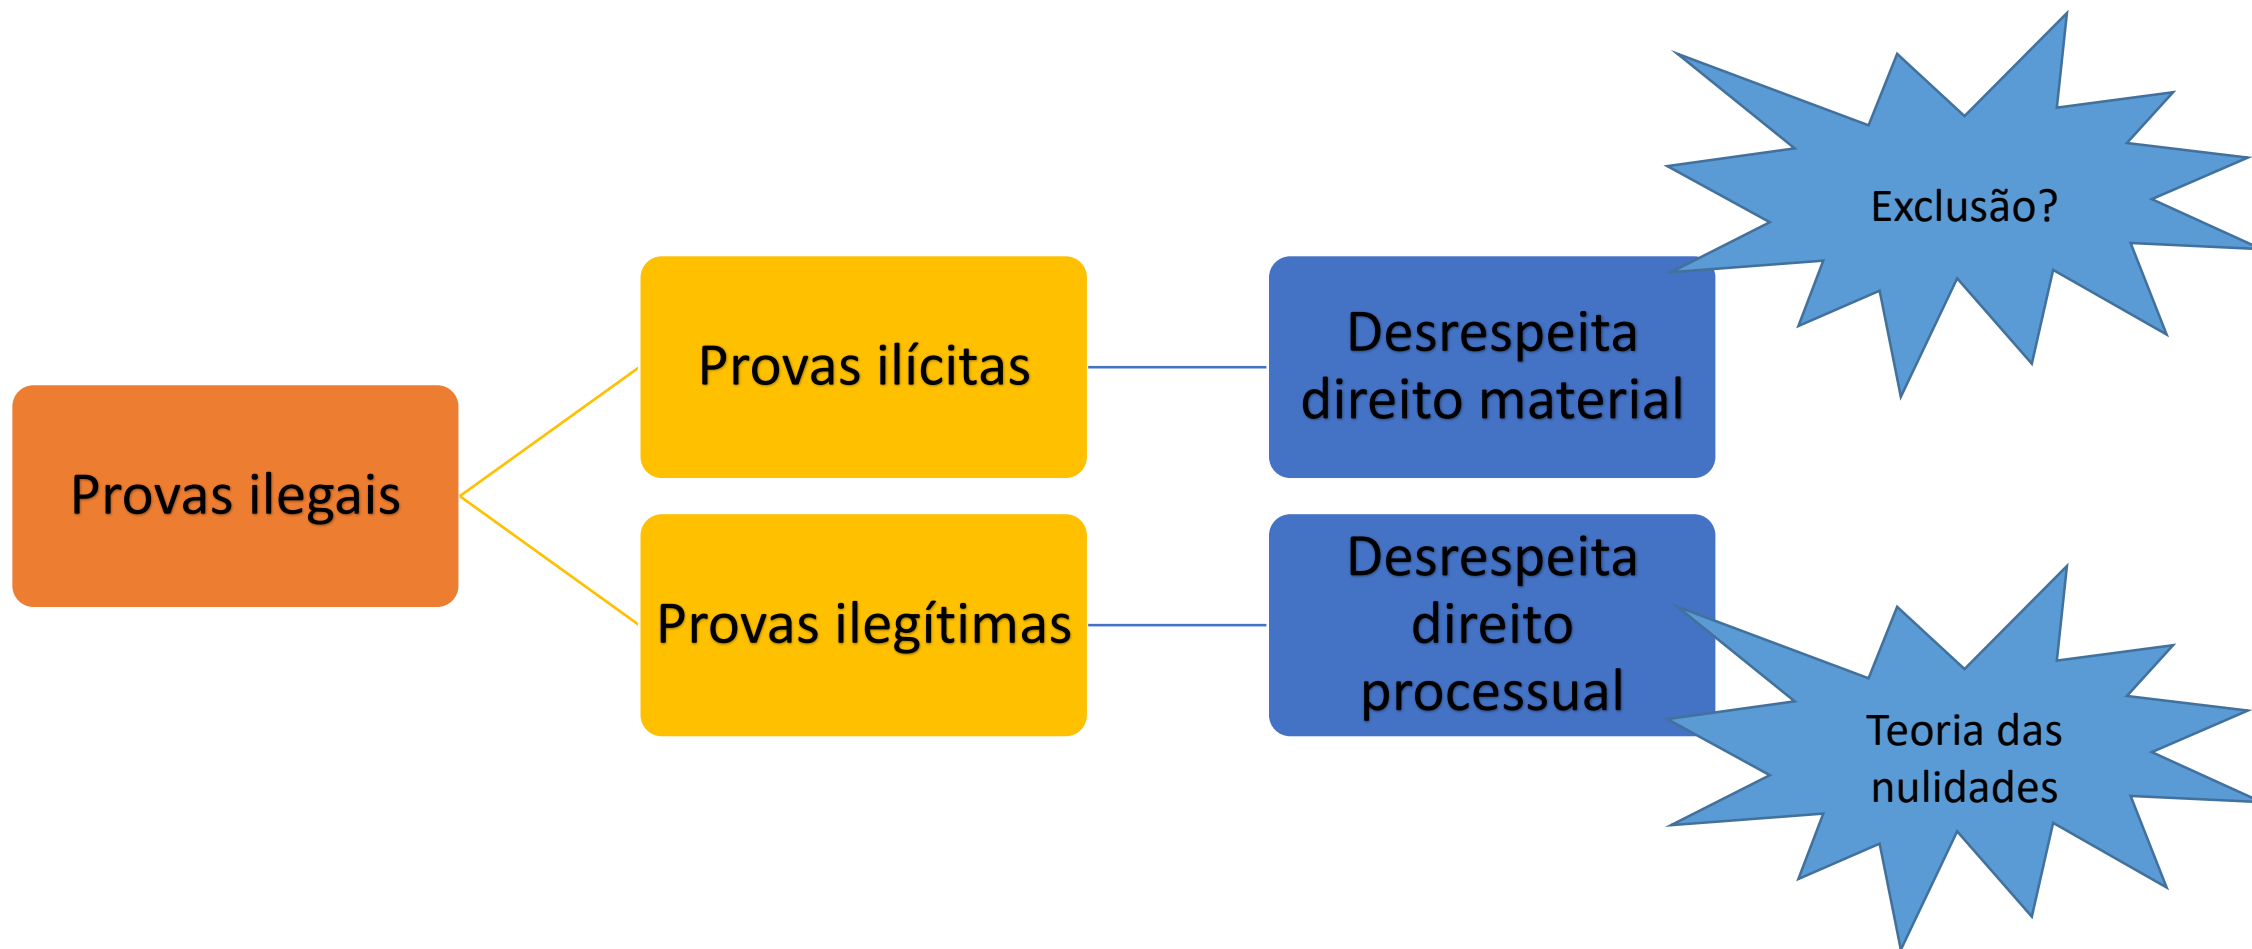 Exclusão?
Provas ilegais
Provas ilícitas
Desrespeita
direito material
Provas ilegítimas
Desrespeita
direito
processual
Teoria das
nulidades